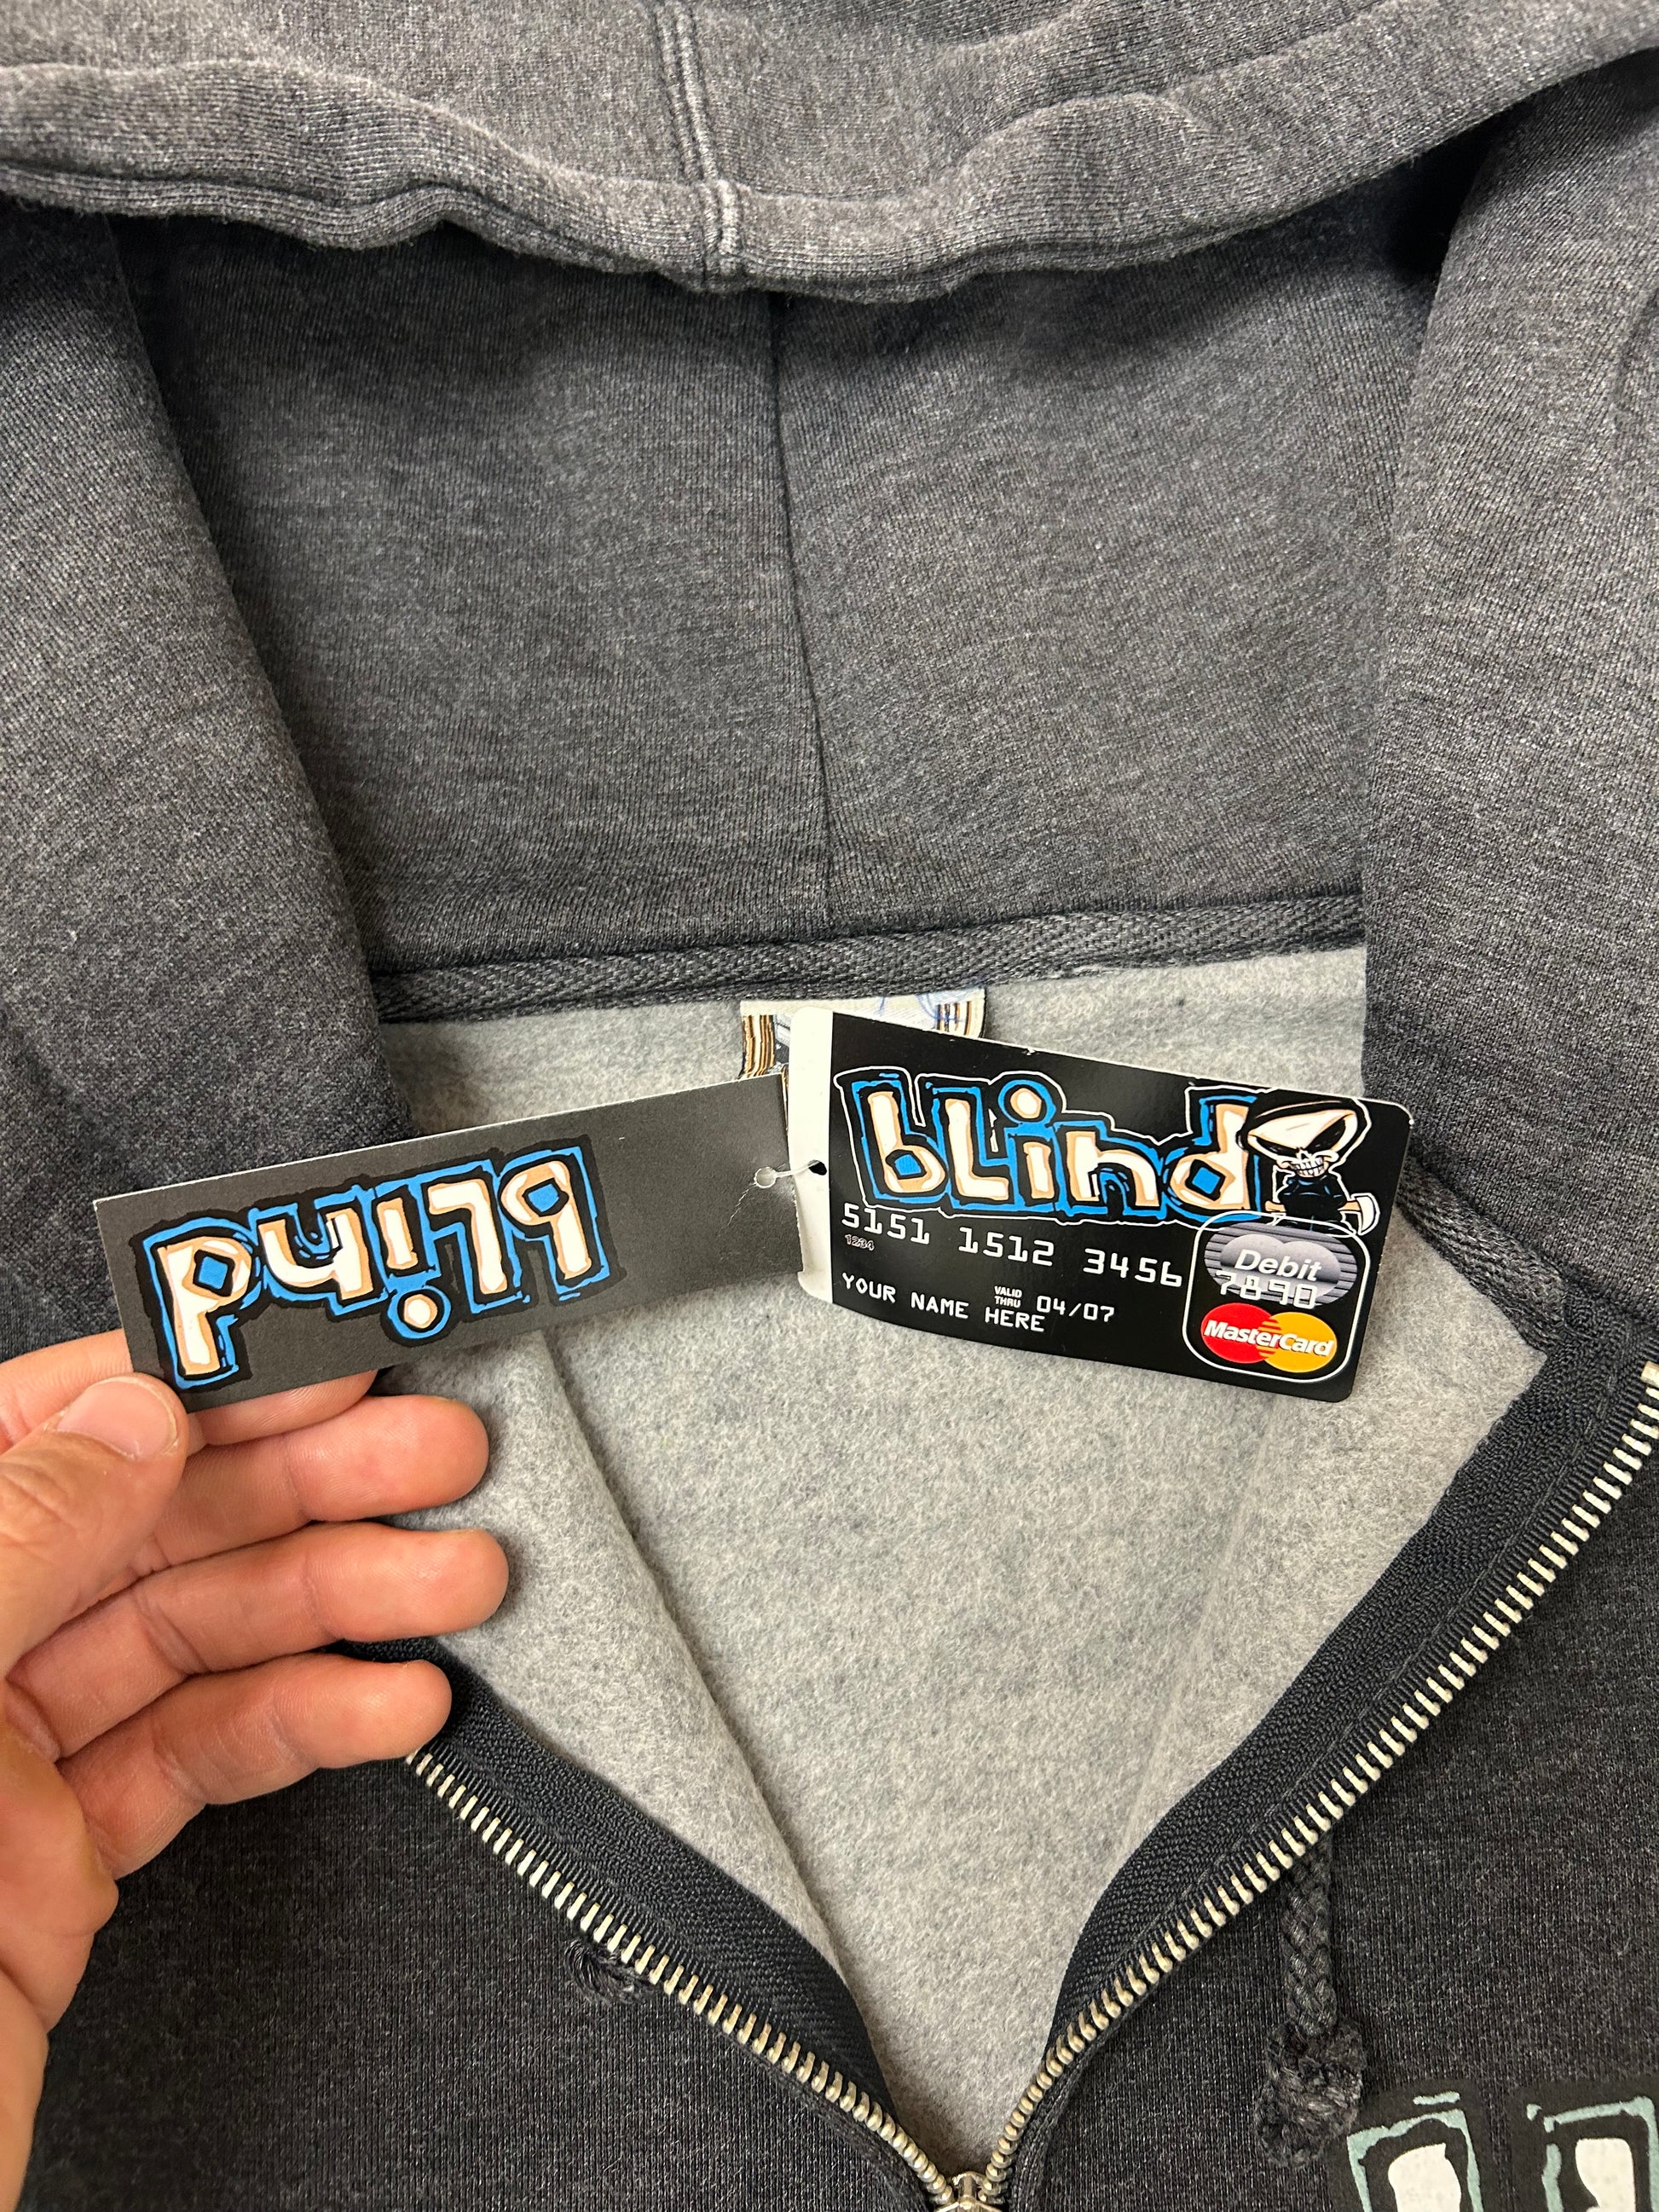 blind
blind
5151 1512 3456 7890
1234
VALID THRU 04/07
YOUR NAME HERE
Debit
MasterCard